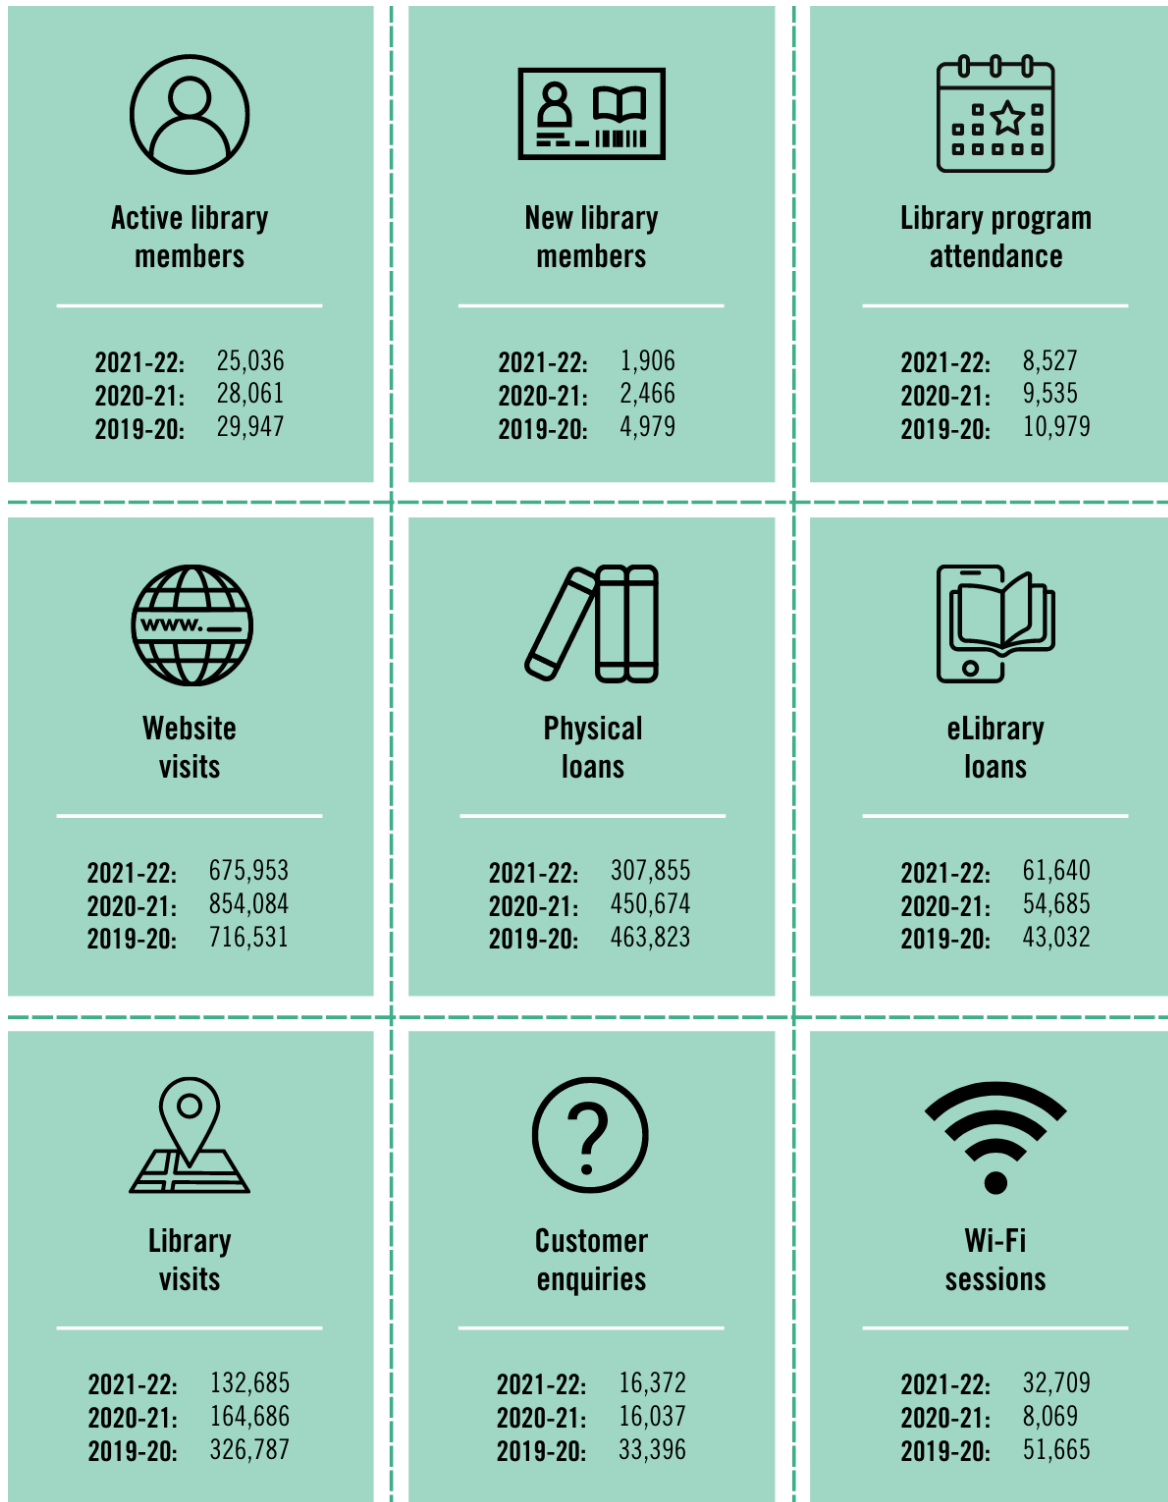 Active library
members
2021-22: 25,036
2020-21: 28,061
2019-20: 29,947
New library
members
2021-22: 1,906
2020-21: 2,466
2019-20: 4,979
Library program
attendance
2021-22: 8,527
2020-21: 9,535
2019-20: 10,979
www.
Website
visits
2021-22: 675,953
2020-21: 854,084
2019-20: 716,531
Physical
loans
2021-22: 307,855
2020-21: 450,674
2019-20: 463,823
eLibrary
loans
2021-22: 61,640
2020-21: 54,685
2019-20: 43,032
Library
visits
2021-22: 132,685
2020-21: 164,686
2019-20: 326,787
?
Customer
enquiries
2021-22: 16,372
2020-21: 16,037
2019-20: 33,396
Wi-Fi
sessions
2021-22: 32,709
2020-21: 8,069
2019-20: 51,665